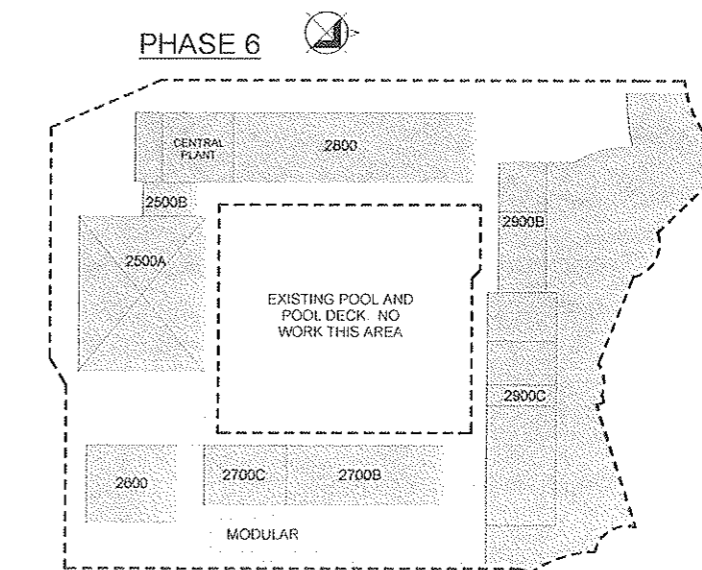 PHASE 6
CENTRAL
PLANT
2800
2500B
2500A
2900B
EXISTING POOL AND
POOL DECK. NO
WORK THIS AREA
2900C
2600
2700C
2700B
MODULAR